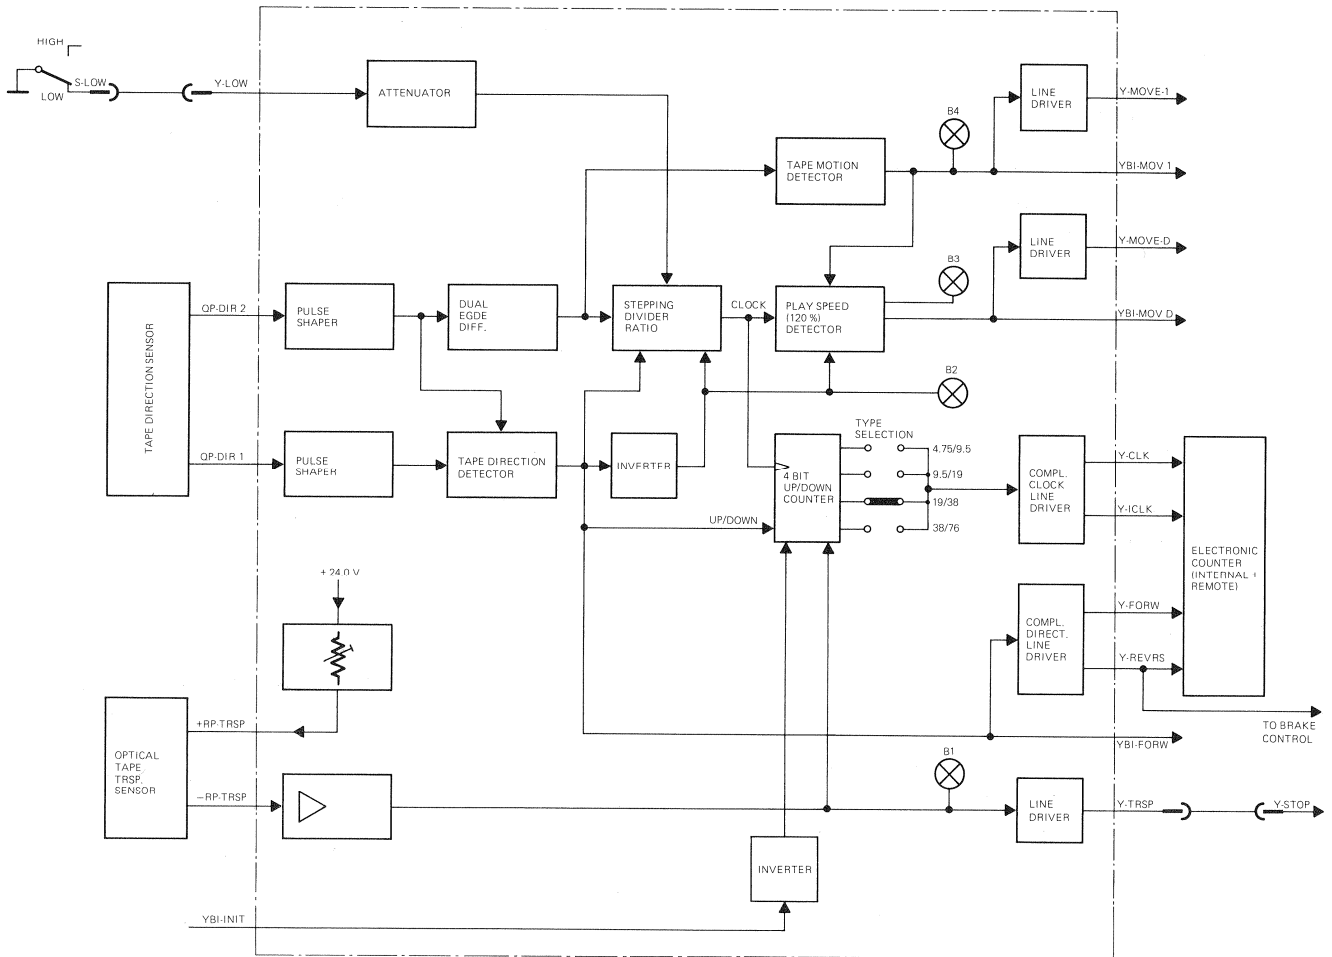 HIGH
S-LOW
LOW
Y-LOW
ATTENUATOR
LINE
DRIVER
Y-MOVE-1
B4
TAPE MOTION
DETECTOR
YBI-MOV 1
LINE
DRIVER
Y-MOVE-D
B3
TAPE DIRECTION SENSOR
QP-DIR 2
PULSE
SHAPER
DUAL
EGDE
DIFF.
STEPPING
DIVIDER
RATIO
CLOCK
PLAY SPEED
(120 %)
DETECTOR
YBI-MOV D
B2
QP-DIR 1
PULSE
SHAPER
TAPE DIRECTION
DETECTOR
INVERTER
TYPE
SELECTION
4.75/9.5
9.5/19
19/38
38/76
4 BIT
UP/DOWN
COUNTER
UP/DOWN
COMPL.
CLOCK
LINE
DRIVER
Y-CLK
Y-ICLK
ELECTRONIC
COUNTER
(INTERNAL +
REMOTE)
+ 24.0 V
COMPL.
DIRECT.
LINE
DRIVER
Y-FORW
Y-REVRS
TO BRAKE
CONTROL
YBI-FORW
OPTICAL
TAPE
TRSP.
SENSOR
+RP-TRSP
−RP-TRSP
B1
LINE
DRIVER
Y-TRSP
Y-STOP
INVERTER
YBI-INIT